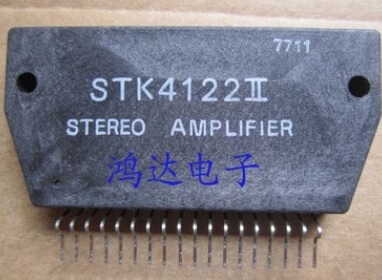 7711
STK4122II
STEREO AMPLIFIER
鸿达电子